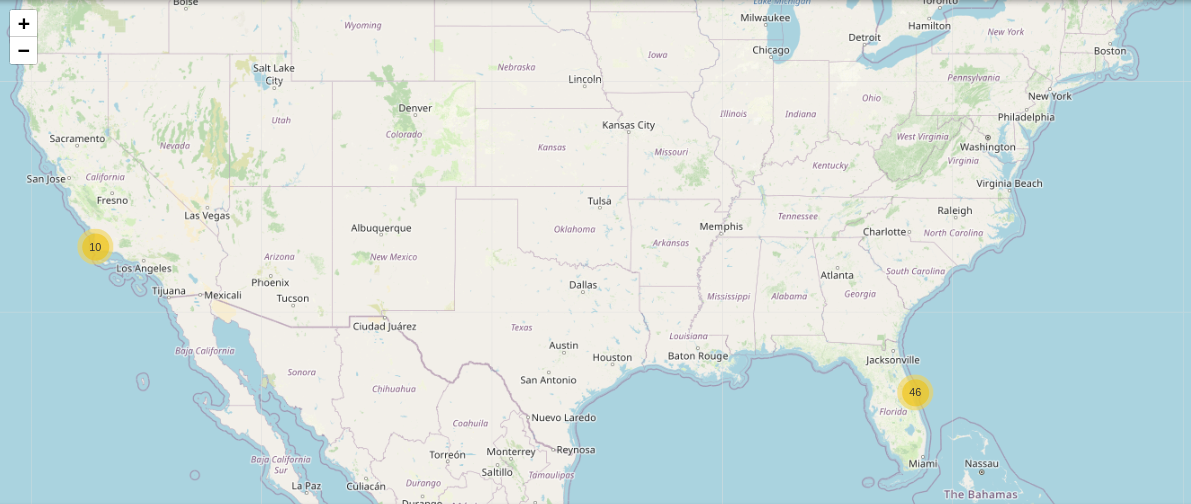 Boise
Wyoming
Lake Michigan
Milwaukee
Toronto
Hamilton
New York
Detroit
Chicago
Boston
+
−
Iowa
Salt Lake
City
Nebraska
Lincoln
Pennsylvania
New York
Ohio
Denver
Utah
Colorado
Illinois
Indiana
Philadelphia
Kansas City
Sacramento
Nevada
Kansas
Missouri
West Virginia
Washington
Kentucky
Virginia
San Jose
California
Virginia Beach
Fresno
Las Vegas
Tulsa
Raleigh
Tennessee
Albuquerque
Oklahoma
Memphis
Charlotte
North Carolina
10
Arkansas
Arizona
New Mexico
Los Angeles
South Carolina
Atlanta
Phoenix
Dallas
Tijuana
Mexicali
Tucson
Mississippi
Alabama
Georgia
Ciudad Juárez
Texas
Louisiana
Austin
Baja California
Houston
Baton Rouge
Jacksonville
Sonora
San Antonio
Chihuahua
46
Florida
Coahuila
Nuevo Laredo
Monterrey
Reynosa
Torreón
Baja California
Sur
Saltillo
Tamaulipas
Miami
Nassau
La Paz
Culiacán
Durango
The Bahamas
Durango